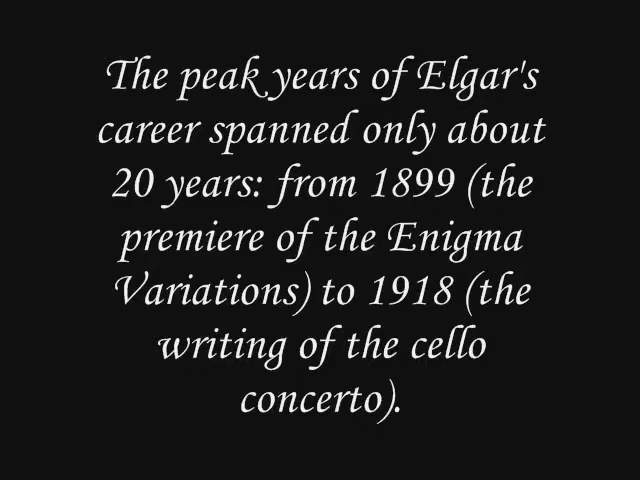 The peak years of Elgar's
career spanned only about
20 years: from 1899 (the
premiere of the Enigma
Variations) to 1918 (the
writing of the cello
concerto).